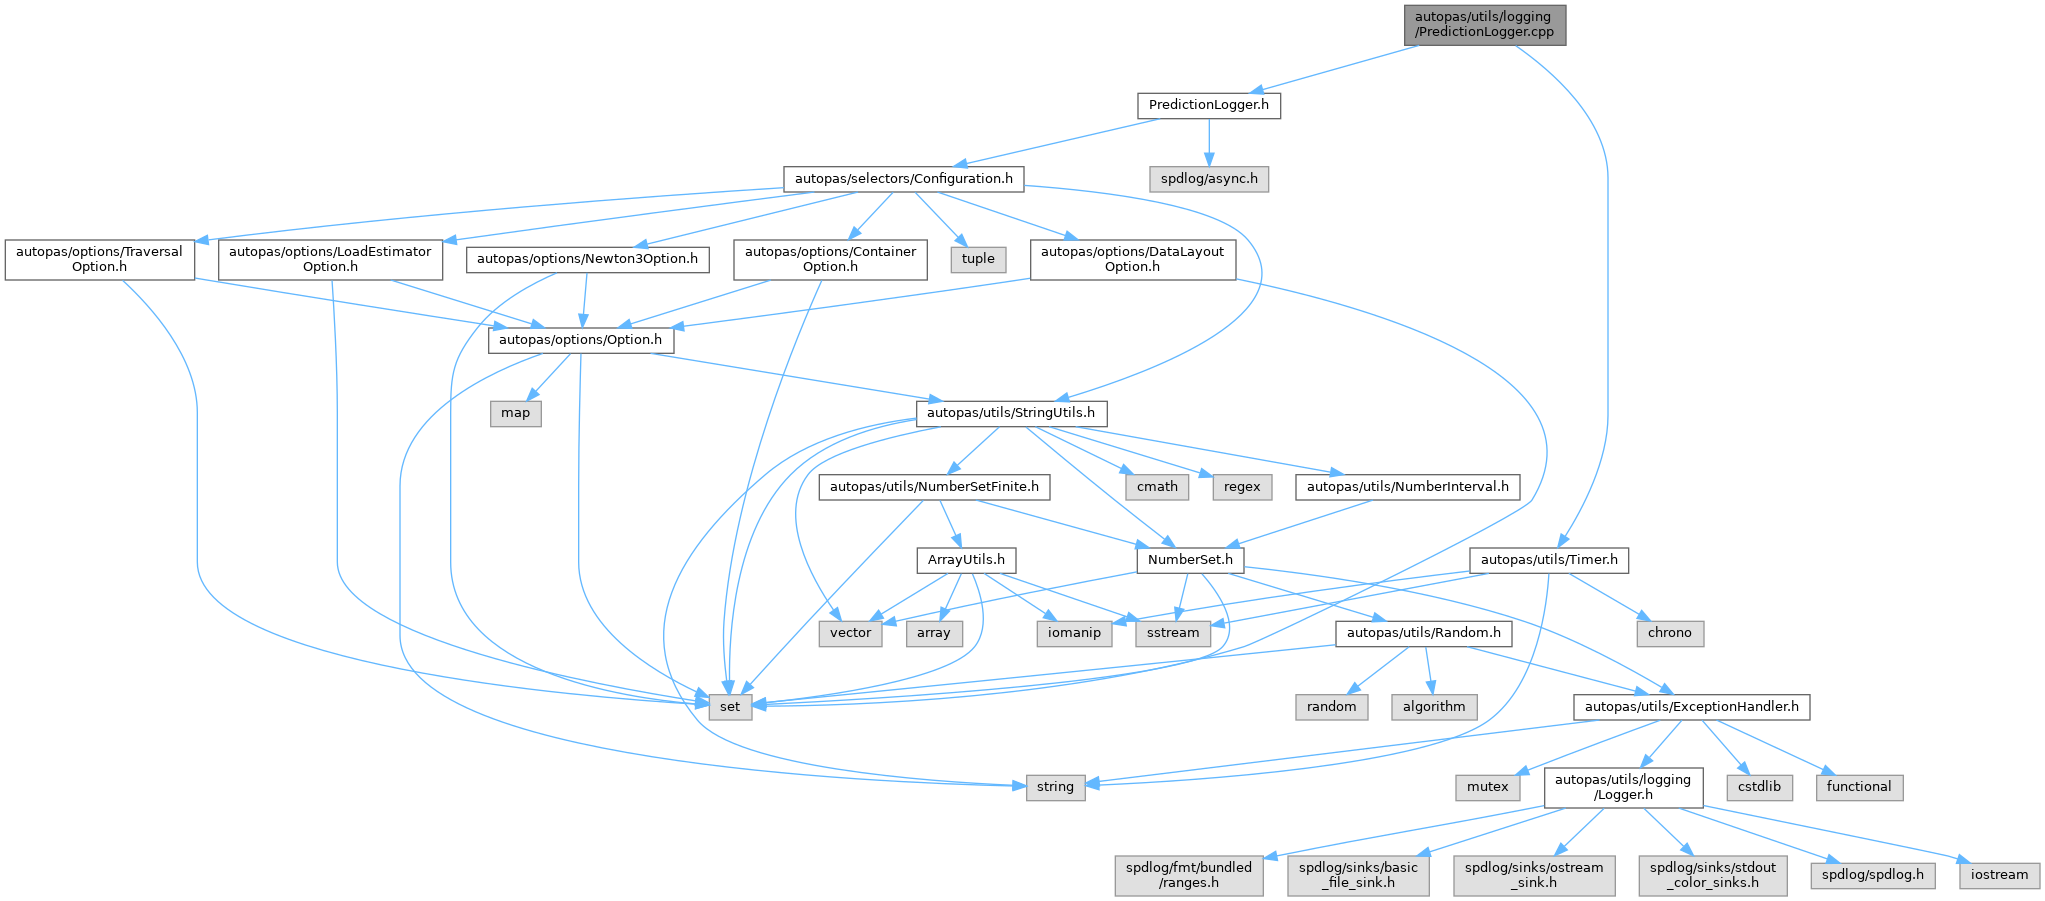 autopas/utils/logging
/PredictionLogger.cpp
PredictionLogger.h
autopas/selectors/Configuration.h
spdlog/async.h
autopas/options/Traversal
Option.h
autopas/options/LoadEstimator
Option.h
autopas/options/Newton3Option.h
autopas/options/Container
Option.h
tuple
autopas/options/DataLayout
Option.h
autopas/options/Option.h
map
autopas/utils/StringUtils.h
autopas/utils/NumberSetFinite.h
cmath
regex
autopas/utils/NumberInterval.h
ArrayUtils.h
NumberSet.h
autopas/utils/Timer.h
vector
array
iomanip
sstream
autopas/utils/Random.h
chrono
set
random
algorithm
autopas/utils/ExceptionHandler.h
string
mutex
autopas/utils/logging
/Logger.h
cstdlib
functional
spdlog/fmt/bundled
/ranges.h
spdlog/sinks/basic
_file_sink.h
spdlog/sinks/ostream
_sink.h
spdlog/sinks/stdout
_color_sinks.h
spdlog/spdlog.h
iostream